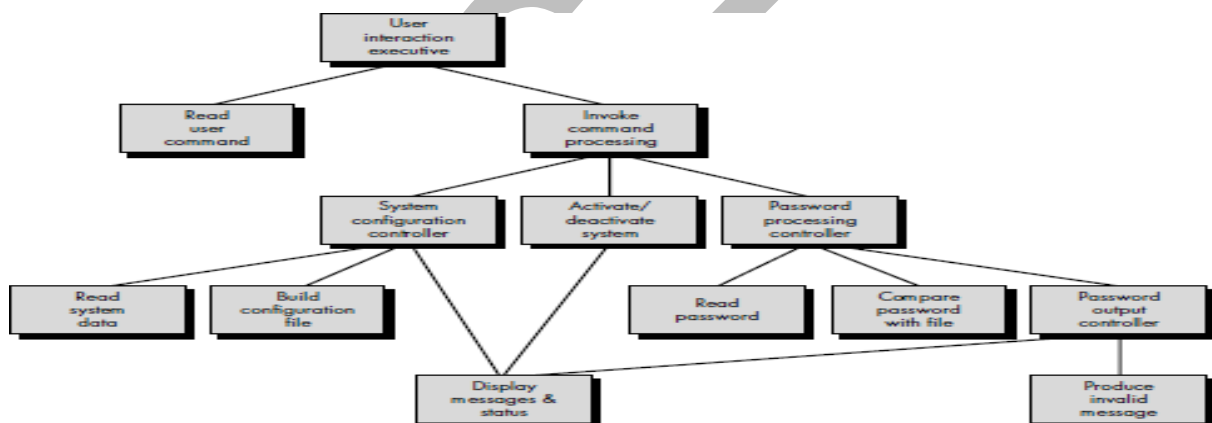 User
interaction
executive
Read
user
command
Invoke
command
processing
System
configuration
controller
Activate/
deactivate
system
Password
processing
controller
Read
system
data
Build
configuration
file
Read
password
Compare
password
with file
Password
output
controller
Display
messages &
status
Produce
invalid
message